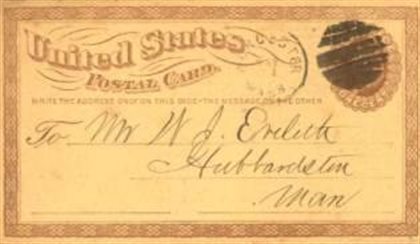 United States
POSTAL CARD.
WRITE THE ADDRESS ONLY ON THIS SIDE-THE MESSAGE ON THE OTHER
To Mr W. J. Eveleth
Hubbardston
Mass